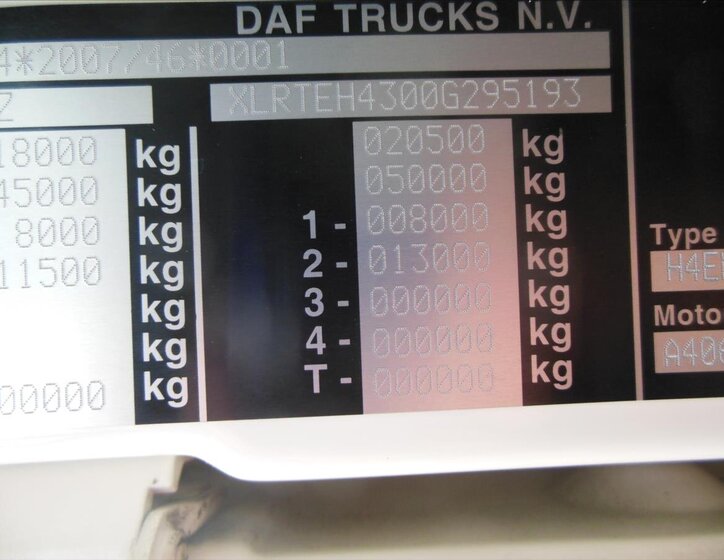 DAF TRUCKS N.V.
4*2007/46*0001
Z XLRTEH4300G295193
18000 kg 020500 kg
45000 kg 050000 kg
8000 kg 1 - 008000 kg
11500 kg 2 - 013000 kg
kg 3 - 000000 kg
kg 4 - 000000 kg
00000 kg T - 000000 kg
Type
H4E
Moto
A40